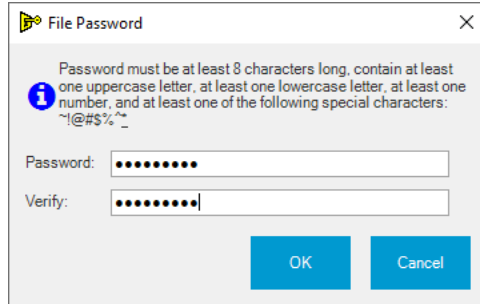 File Password
Password must be at least 8 characters long, contain at least
one uppercase letter, at least one lowercase letter, at least one
number, and at least one of the following special characters:
~!@#$%^*
Password: ●●●●●●●●●
Verify: ●●●●●●●●●
OK Cancel